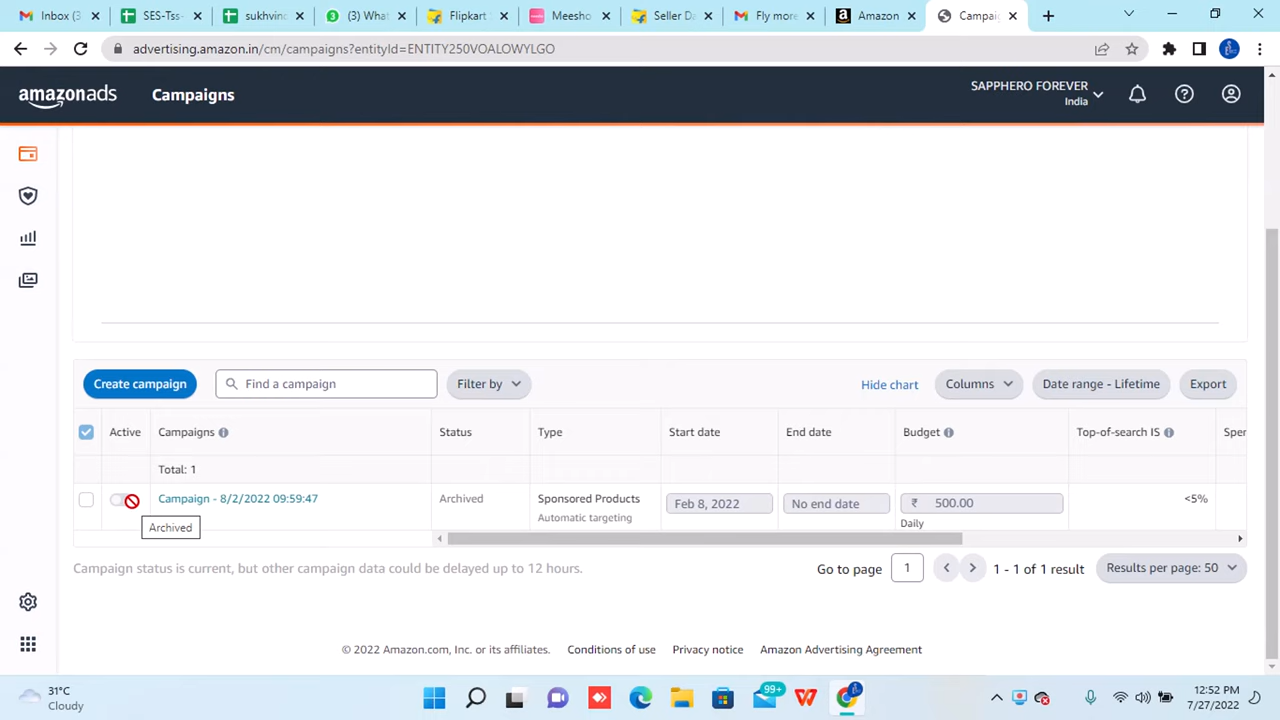 Inbox (3
SES-Tss-
sukhvinc
(3) What
Flipkart
Meesho
Seller Da
Fly more
Amazon
Campaig
advertising.amazon.in/cm/campaigns?entityId=ENTITY250VOALOWYLGO
amazonads
Campaigns
SAPPHERO FOREVER
India
Create campaign
Find a campaign
Filter by
Hide chart
Columns
Date range - Lifetime
Export
Active
Campaigns
Status
Type
Start date
End date
Budget
Top-of-search IS
Spen
Total: 1
Campaign - 8/2/2022 09:59:47
Archived
Sponsored Products
Feb 8, 2022
No end date
₹ 500.00
<5%
Automatic targeting
Daily
Archived
Campaign status is current, but other campaign data could be delayed up to 12 hours.
Go to page
1
1 - 1 of 1 result
Results per page: 50
© 2022 Amazon.com, Inc. or its affiliates.
Conditions of use
Privacy notice
Amazon Advertising Agreement
31°C
Cloudy
99+
12:52 PM
7/27/2022